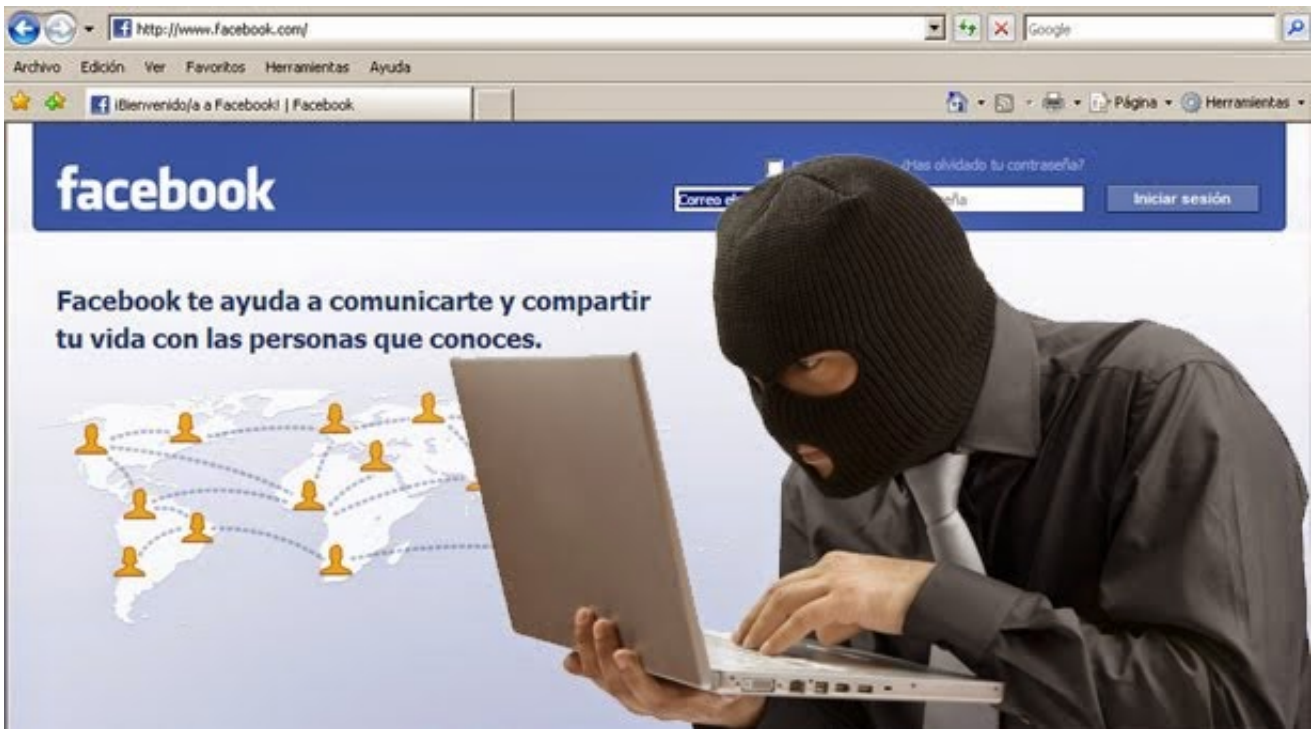 http://www.facebook.com/
Google
Archivo Edición Ver Favoritos Herramientas Ayuda
¡Bienvenido/a a Facebook! | Facebook
Página Herramientas
¿Has olvidado tu contraseña?
facebook
Correo
Iniciar sesión
Facebook te ayuda a comunicarte y compartir
tu vida con las personas que conoces.